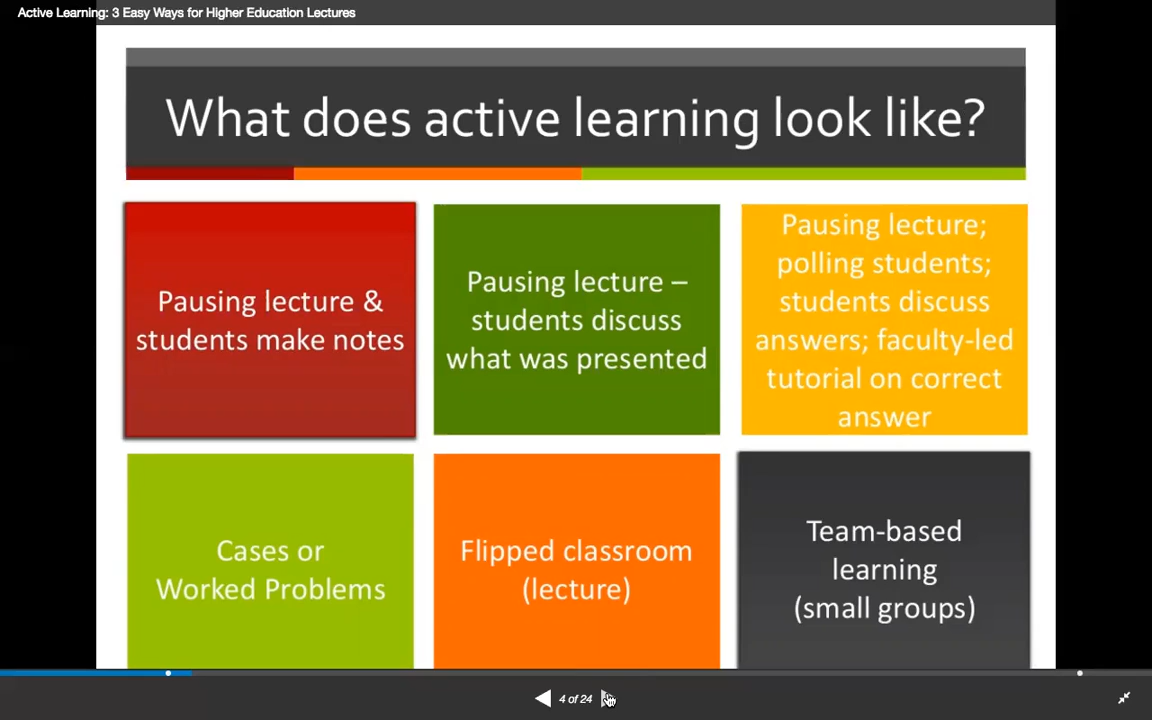 Active Learning: 3 Easy Ways for Higher Education Lectures
What does active learning look like?
Pausing lecture &
students make notes
Pausing lecture –
students discuss
what was presented
Pausing lecture;
polling students;
students discuss
answers; faculty-led
tutorial on correct
answer
Cases or
Worked Problems
Flipped classroom
(lecture)
Team-based
learning
(small groups)
4 of 24